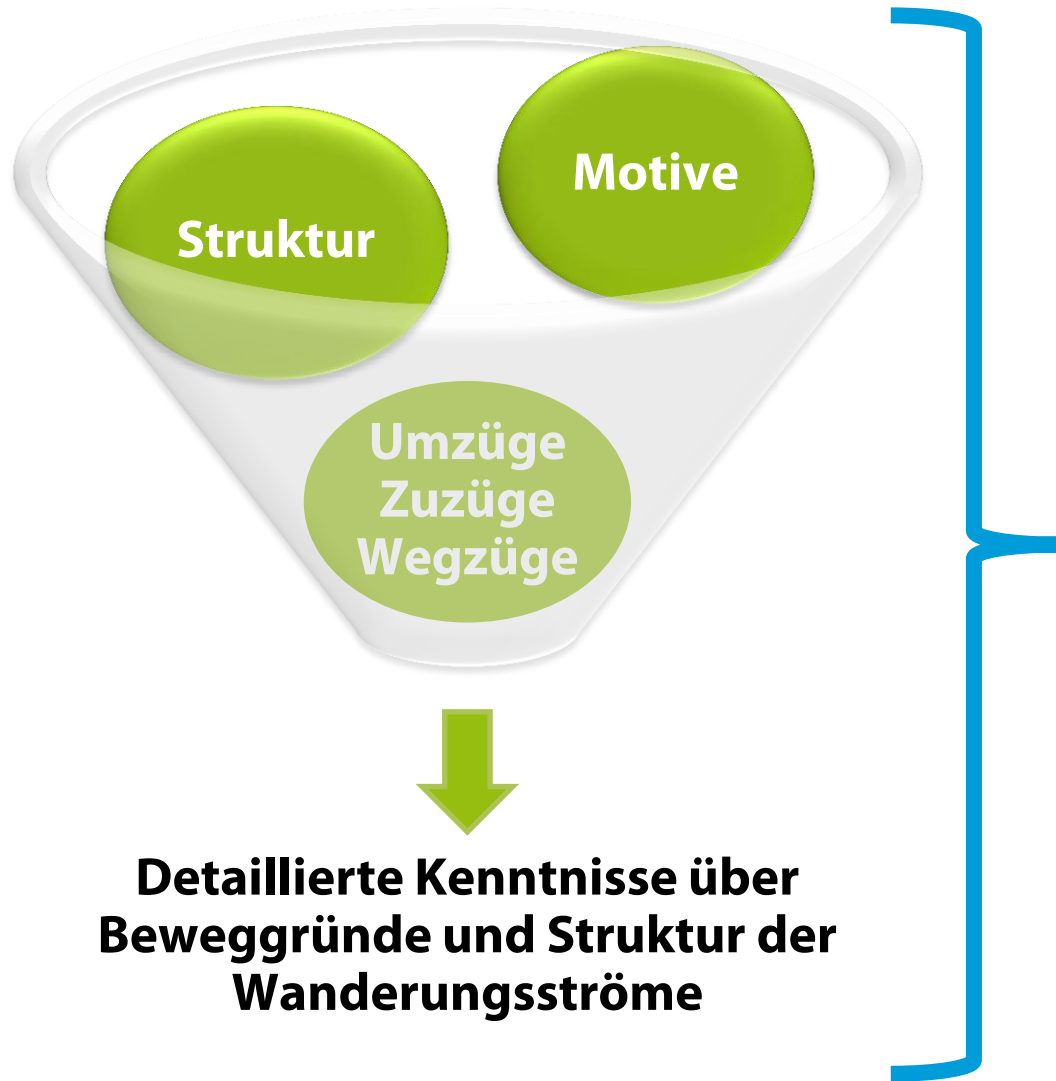 Motive
Struktur
Umzüge
Zuzüge
Wegzüge
Detaillierte Kenntnisse über
Beweggründe und Struktur der
Wanderungsströme